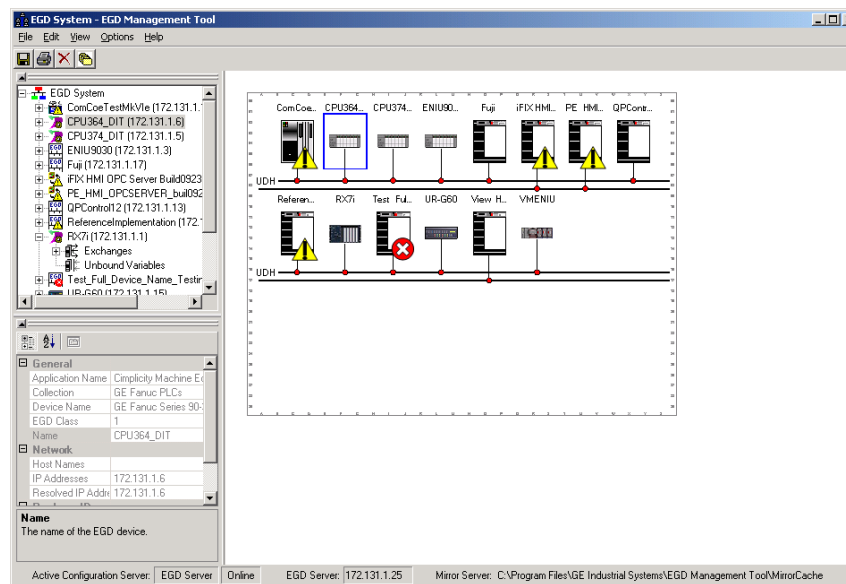 EGD System - EGD Management Tool
File Edit View Options Help
EGD System
ComCoeTestMkVIe (172.131.1.
CPU364_DIT (172.131.1.6)
CPU374_DIT (172.131.1.5)
ENIU9030 (172.131.1.3)
Fuji (172.131.1.17)
iFIX HMI OPC Server Build0923
PE_HMI_OPCSERVER_buil092
QPControl12 (172.131.1.13)
ReferenceImplementation (172.
RX7i (172.131.1.1)
Exchanges
Unbound Variables
Test_Full_Device_Name_Testin
UR-G60 (172.131.1.15)
General
Application Name Cimplicity Machine Ed
Collection GE Fanuc PLCs
Device Name GE Fanuc Series 90-
EGD Class 1
Name CPU364_DIT
Network
Host Names
IP Addresses 172.131.1.6
Resolved IP Addre 172.131.1.6
Name
The name of the EGD device.
ComCoe... CPU364... CPU374... ENIU90... Fuji iFIX HMI... PE_HMI... QPContr...
UDH
Referen... RX7i Test_Ful... UR-G60 View_H... VMENIU
UDH
Active Configuration Server: EGD Server Online EGD Server: 172.131.1.25 Mirror Server: C:\Program Files\GE Industrial Systems\EGD Management Tool\MirrorCache